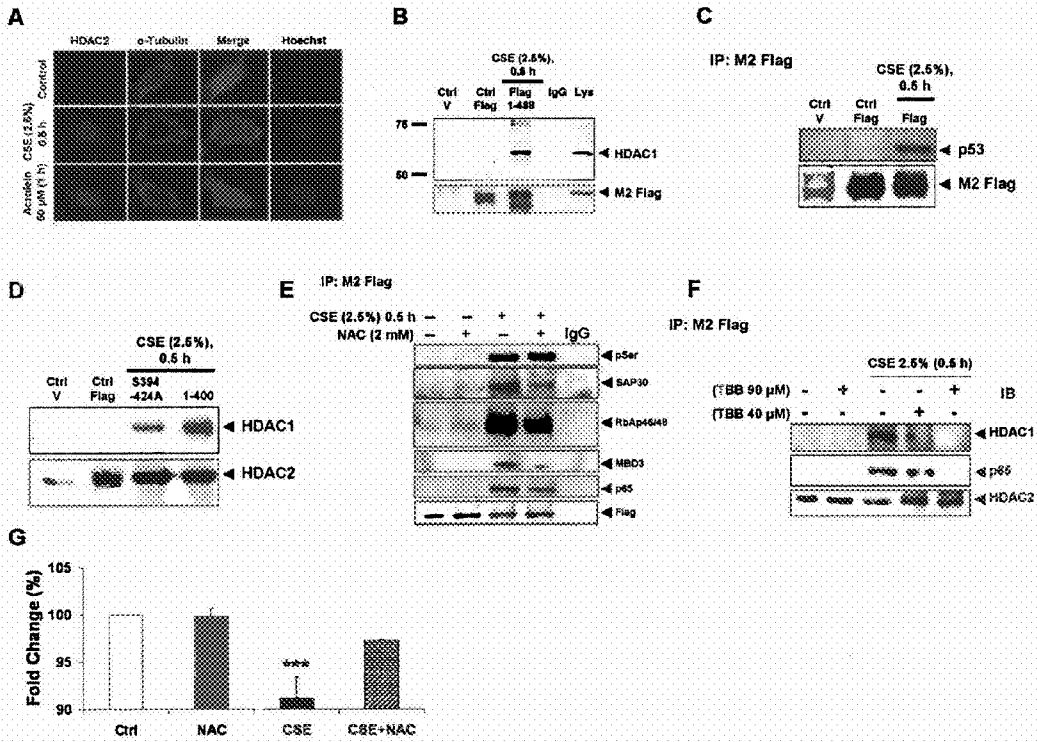 A
HDAC2 α-Tubulin Merge Hoechst
Control
CSE (2.5%)
0.5 h
Acrolein
60 µM (1 h)
B
CSE (2.5%),
0.5 h
Ctrl Ctrl Flag IgG Lys
V Flag 1-488
75
50
HDAC1
M2 Flag
C
IP: M2 Flag
CSE (2.5%),
0.5 h
Ctrl Ctrl Flag
V Flag
p53
M2 Flag
D
CSE (2.5%),
0.5 h
Ctrl Ctrl S394
V Flag -424A 1-400
HDAC1
HDAC2
E
IP: M2 Flag
CSE (2.5%) 0.5 h – – + +
NAC (2 mM) – + – + IgG
pSer
SAP30
RbAp46/48
MBD3
p65
Flag
F
IP: M2 Flag
CSE 2.5% (0.5 h)
(TBB 90 µM) - + - - + IB
(TBB 40 µM) - - - + -
HDAC1
p65
HDAC2
G
Fold Change (%)
105
100
95
90
***
Ctrl NAC CSE CSE+NAC